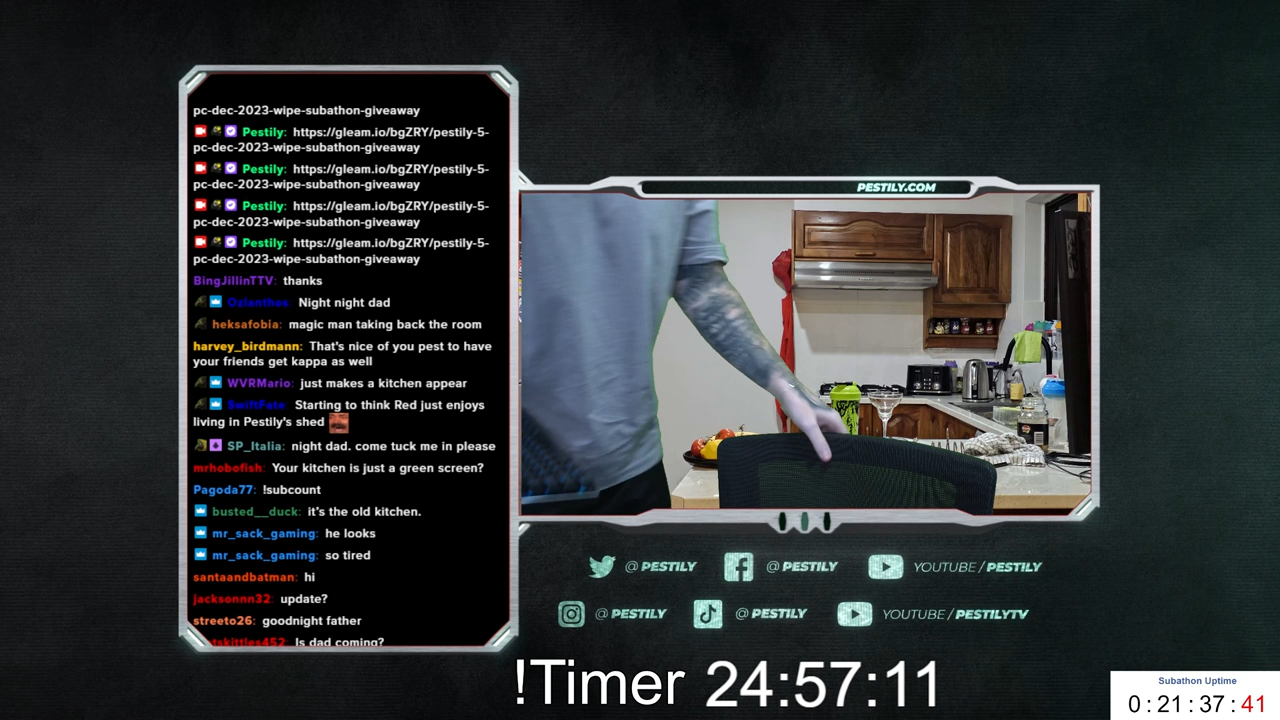 pc-dec-2023-wipe-subathon-giveaway
Pestily: https://gleam.io/bgZRY/pestily-5-
pc-dec-2023-wipe-subathon-giveaway
Pestily: https://gleam.io/bgZRY/pestily-5-
pc-dec-2023-wipe-subathon-giveaway
Pestily: https://gleam.io/bgZRY/pestily-5-
pc-dec-2023-wipe-subathon-giveaway
Pestily: https://gleam.io/bgZRY/pestily-5-
pc-dec-2023-wipe-subathon-giveaway
BingJillinTTV: thanks
Ozlanthos: Night night dad
heksafobia: magic man taking back the room
harvey_birdmann: That's nice of you pest to have
your friends get kappa as well
WVRMario: just makes a kitchen appear
SwiftFate: Starting to think Red just enjoys
living in Pestily's shed
SP_Italia: night dad. come tuck me in please
mrhobofish: Your kitchen is just a green screen?
Pagoda77: !subcount
busted__duck: it's the old kitchen.
mr_sack_gaming: he looks
mr_sack_gaming: so tired
santaandbatman: hi
jacksonnn32: update?
streeto26: goodnight father
Is dad coming?
PESTILY.COM
@PESTILY
@PESTILY
YOUTUBE/PESTILY
@PESTILY
@PESTILY
YOUTUBE/PESTILYTV
!Timer 24:57:11
Subathon Uptime
0:21:37:41